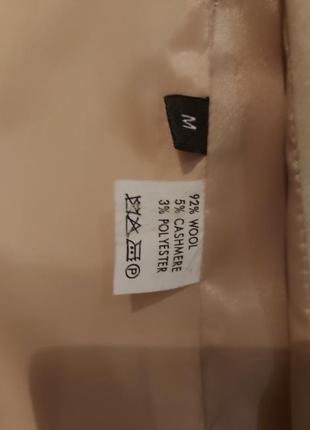 M
92% WOOL
5% CASHMERE
3% POLYESTER
P